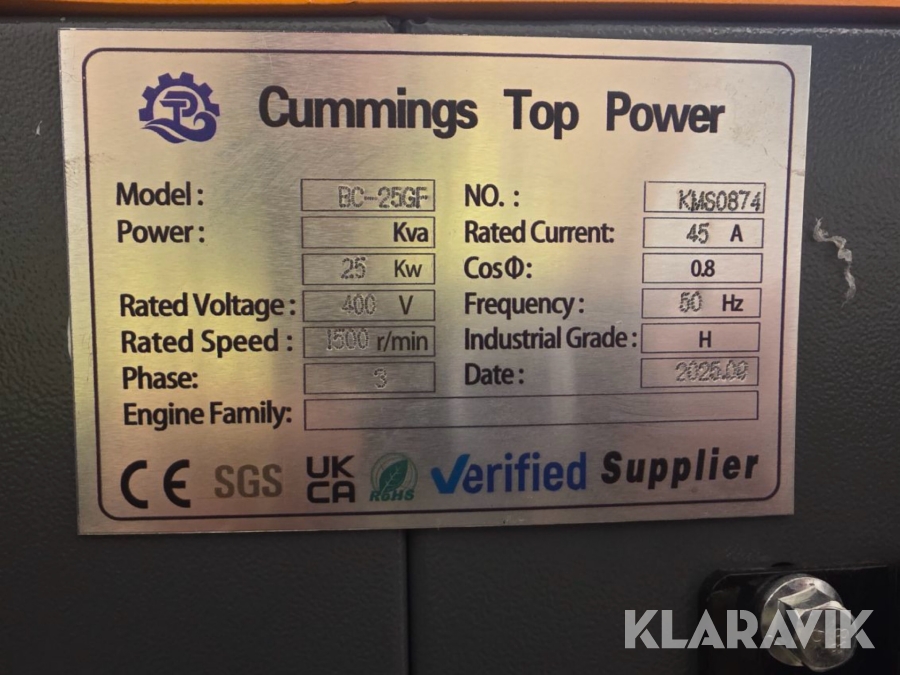 Cummings Top Power
Model: BC-25GF NO.: KMS0874
Power: Kva Rated Current: 45 A
25 Kw CosΦ: 0.8
Rated Voltage: 400 V Frequency: 50 Hz
Rated Speed: 1500 r/min Industrial Grade: H
Phase: 3 Date: 2025.09
Engine Family:
CE SGS UK CA RoHS Verified Supplier
KLARAVIK